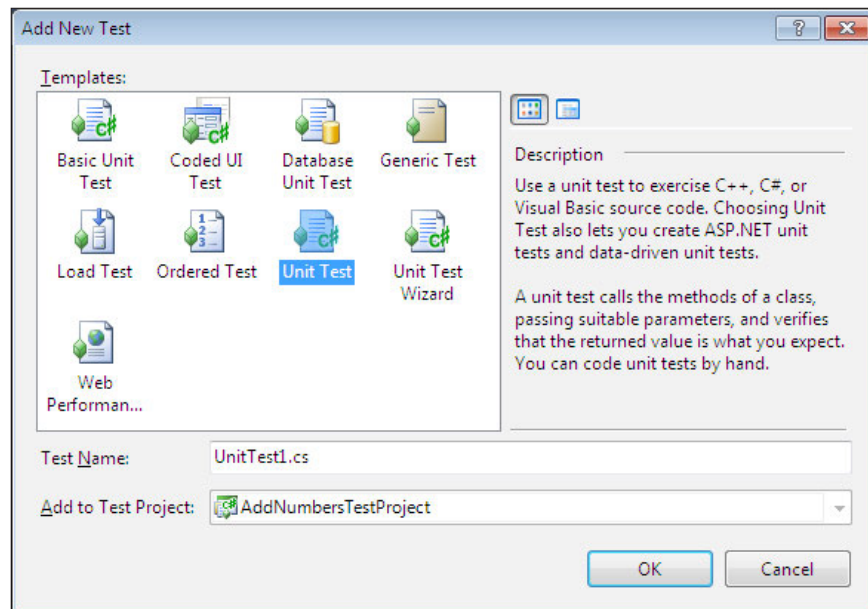 Add New Test
Templates:
Basic Unit
Test
Coded UI
Test
Database
Unit Test
Generic Test
Load Test
Ordered Test
Unit Test
Unit Test
Wizard
Web
Performan...
Description
Use a unit test to exercise C++, C#, or
Visual Basic source code. Choosing Unit
Test also lets you create ASP.NET unit
tests and data-driven unit tests.
A unit test calls the methods of a class,
passing suitable parameters, and verifies
that the returned value is what you expect.
You can code unit tests by hand.
Test Name:
UnitTest1.cs
Add to Test Project:
AddNumbersTestProject
OK
Cancel